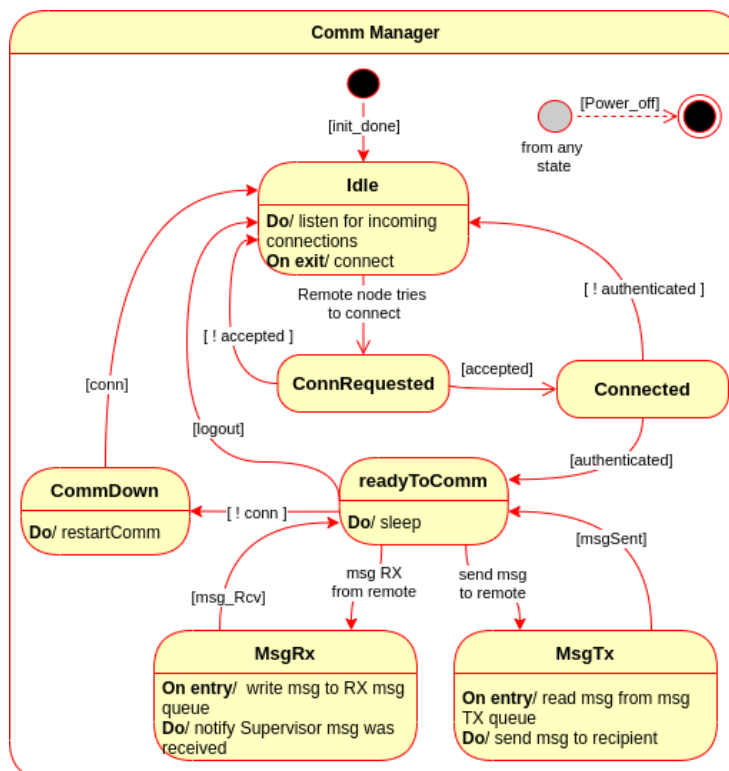 Comm Manager
[Power_off]
[init_done]
from any
state
Idle
Do/ listen for incoming
connections
On exit/ connect
Remote node tries
to connect
[ ! authenticated ]
[ ! accepted ]
[accepted]
[conn]
ConnRequested
Connected
[logout]
[authenticated]
CommDown
Do/ restartComm
readyToComm
Do/ sleep
[ ! conn ]
[msgSent]
msg RX
from remote
send msg
to remote
[msg_Rcv]
MsgRx
On entry/  write msg to RX msg
queue
Do/ notify Supervisor msg was
received
MsgTx
On entry/ read msg from msg
TX queue
Do/ send msg to recipient